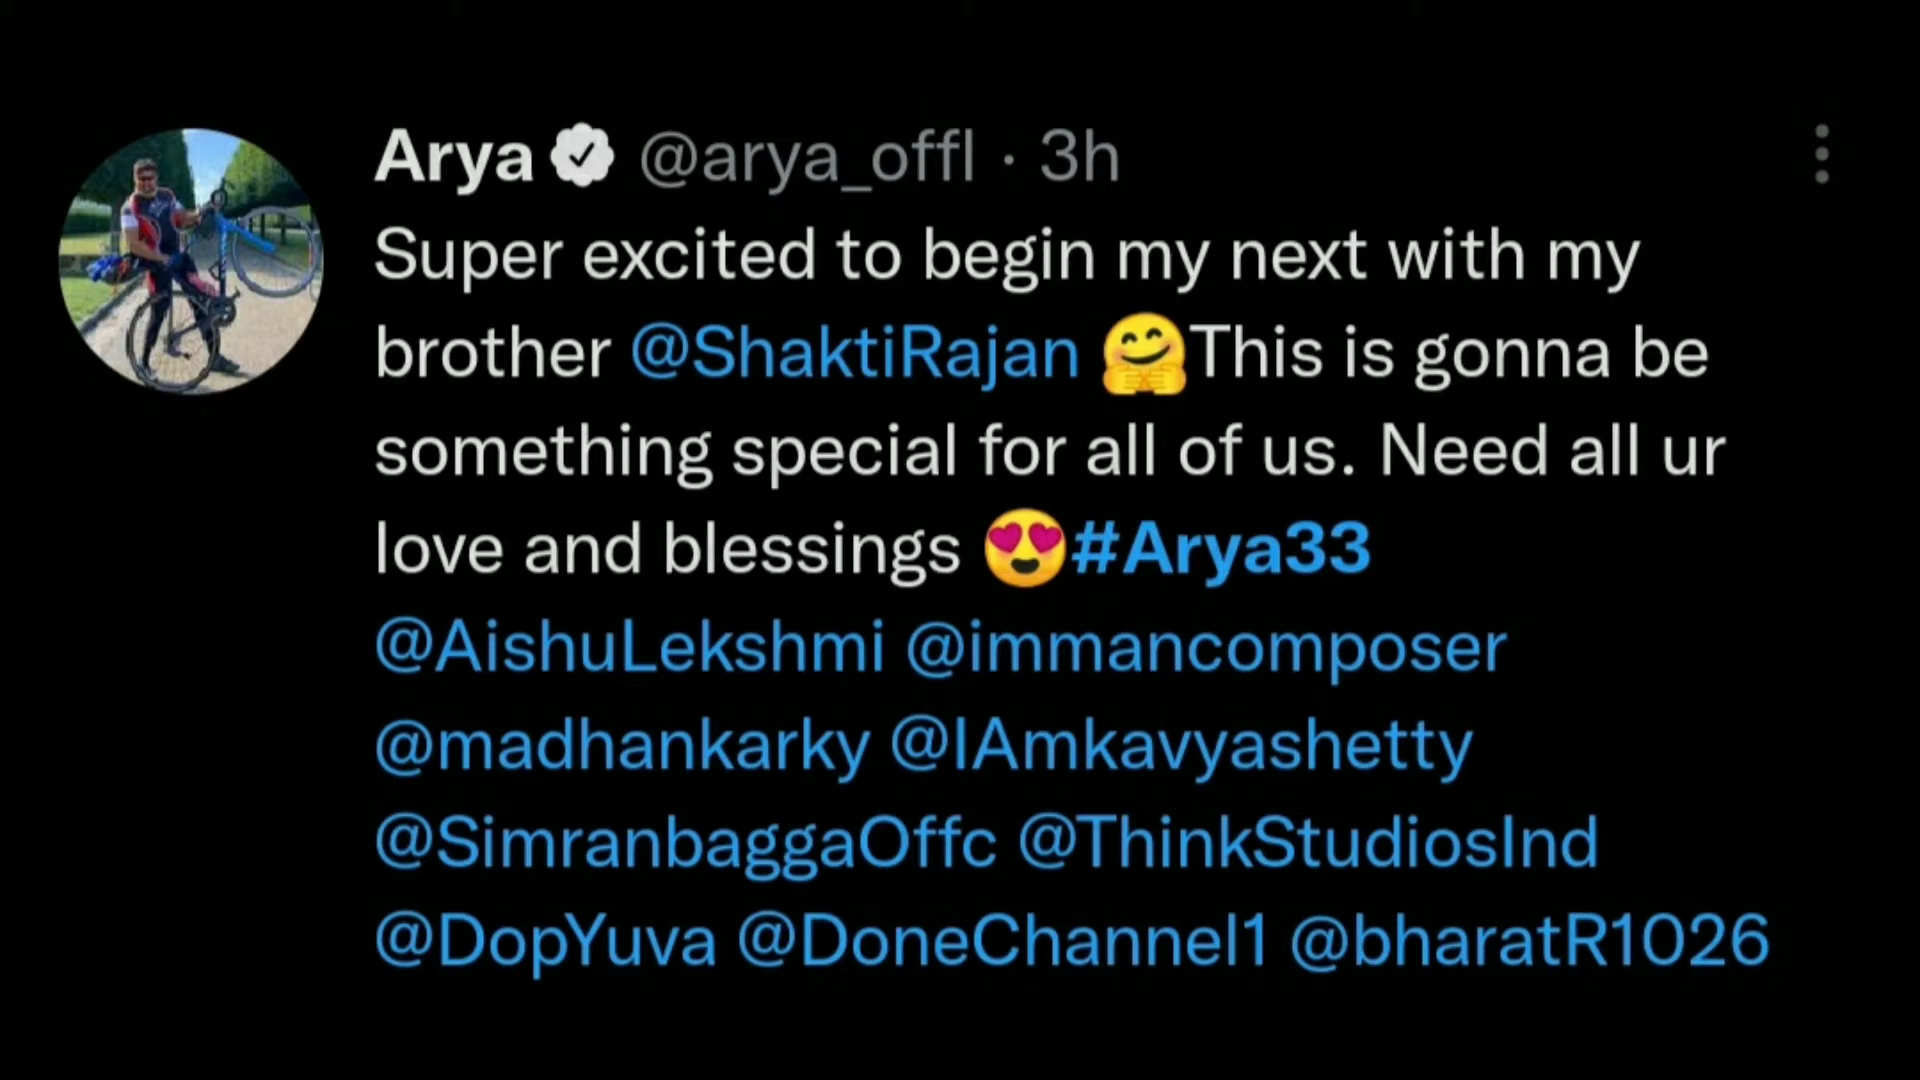 Arya @arya_offl · 3h
Super excited to begin my next with my
brother @ShaktiRajan 🤗This is gonna be
something special for all of us. Need all ur
love and blessings 😍#Arya33
@AishuLekshmi @immancomposer
@madhankarky @IAmkavyashetty
@SimranbaggaOffc @ThinkStudiosInd
@DopYuva @DoneChannel1 @bharatR1026